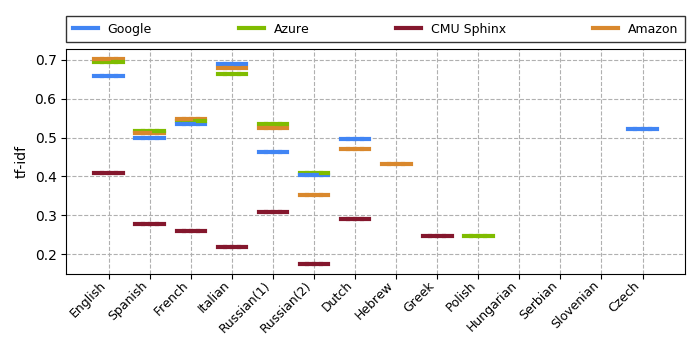 Google Azure CMU Sphinx Amazon
tf-idf
0.7
0.6
0.5
0.4
0.3
0.2
English Spanish French Italian Russian(1) Russian(2) Dutch Hebrew Greek Polish Hungarian Serbian Slovenian Czech